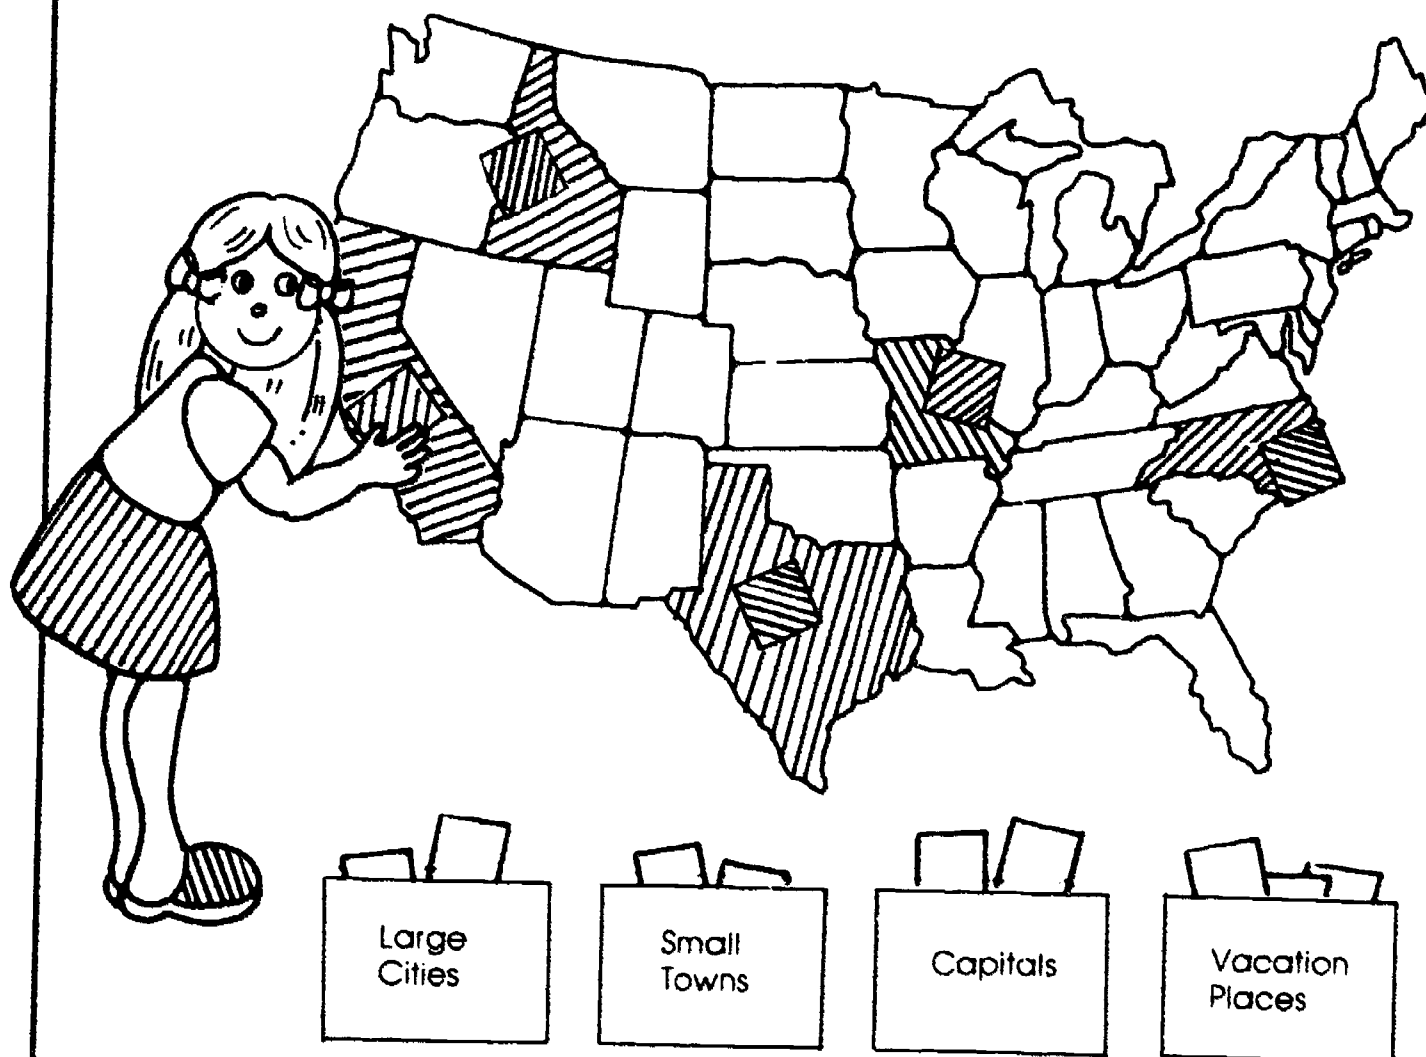 Large
Cities
Small
Towns
Capitals
Vacation
Places